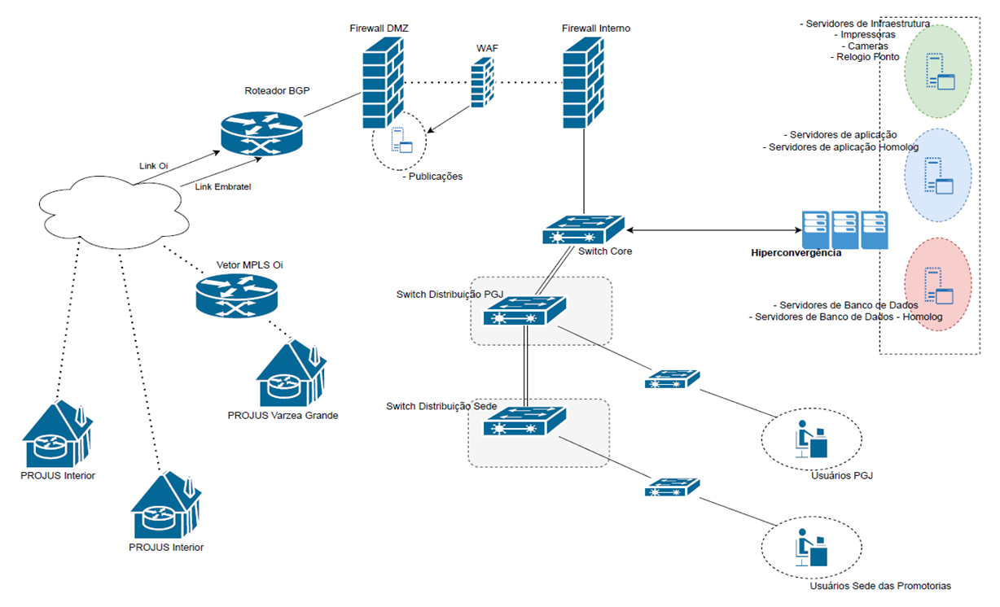 Firewall DMZ
Firewall Interno
- Servidores de Infraestrutura
- Impressoras
- Cameras
- Relogio Ponto
WAF
Roteador BGP
- Servidores de aplicação
- Servidores de aplicação Homolog
Link Oi
- Publicações
Link Embratel
Switch Core
Hiperconvergência
Vetor MPLS Oi
Switch Distribuição PGJ
- Servidores de Banco de Dados
- Servidores de Banco de Dados - Homolog
PROJUS Varzea Grande
Switch Distribuição Sede
PROJUS Interior
Usuários PGJ
PROJUS Interior
Usuários Sede das Promotorias